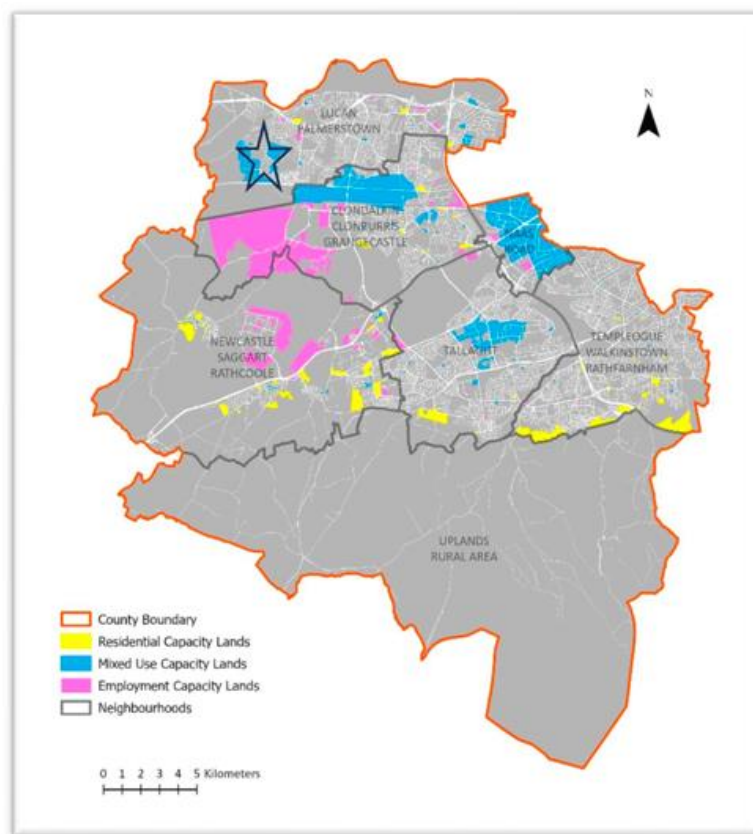 N
LUCAN
PALMERSTOWN
CLONDALKIN
CLONBURRIS
GRANGECASTLE
ROAD
NEWCASTLE
SAGGART
RATHCOOLE
TALLAGHT
TEMPLEOGUE
WALKINSTOWN
RATHFARNHAM
UPLANDS
RURAL AREA
County Boundary
Residential Capacity Lands
Mixed Use Capacity Lands
Employment Capacity Lands
Neighbourhoods
0 1 2 3 4 5 Kilometers